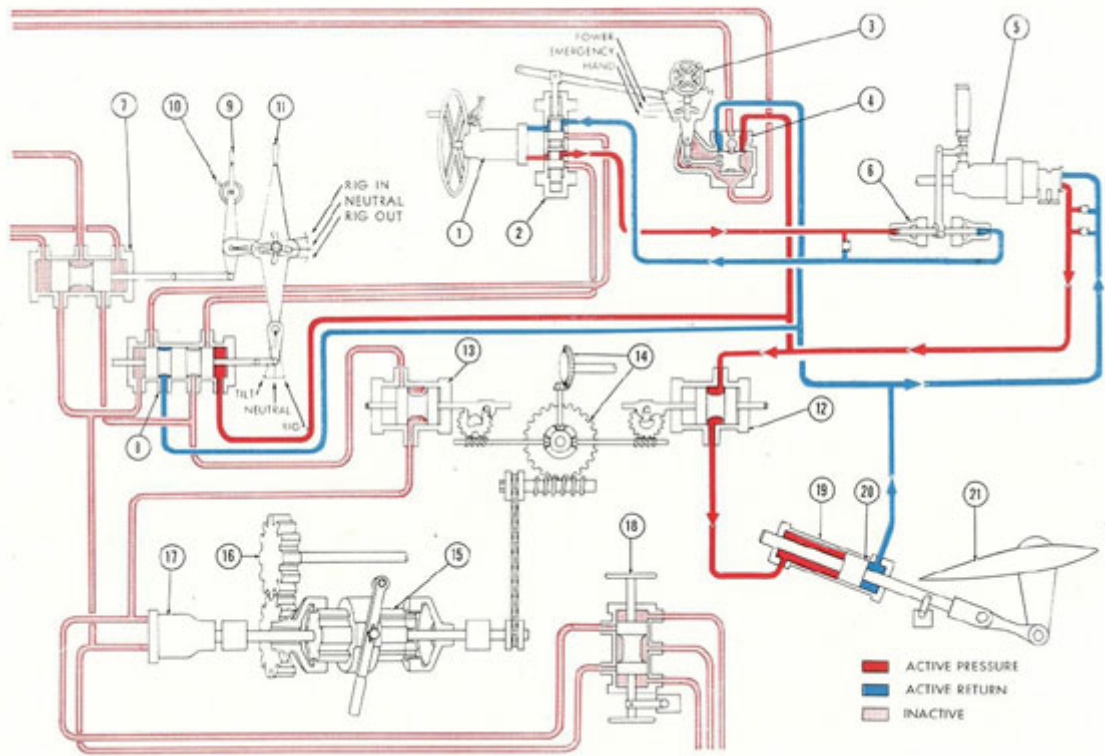 POWER
EMERGENCY
HAND
3
5
7
10
9
11
4
RIG IN
NEUTRAL
RIG OUT
1
2
6
13
14
TILT
NEUTRAL
RIG
12
8
19
20
21
18
17
16
15
ACTIVE PRESSURE
ACTIVE RETURN
INACTIVE